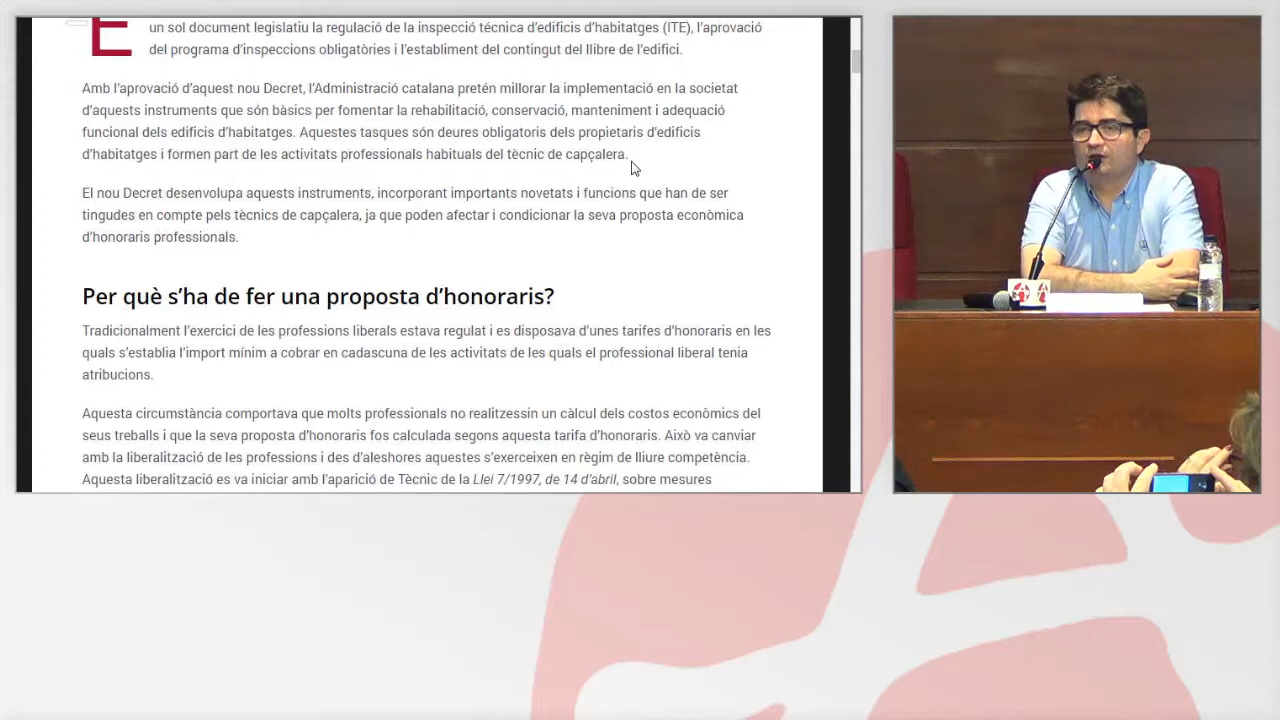 E
un sol document legislatiu la regulació de la inspecció tècnica d'edificis d'habitatges (ITE), l'aprovació
del programa d'inspeccions obligatòries i l'establiment del contingut del llibre de l'edifici.
Amb l'aprovació d'aquest nou Decret, l'Administració catalana pretén millorar la implementació en la societat
d'aquests instruments que són bàsics per fomentar la rehabilitació, conservació, manteniment i adequació
funcional dels edificis d'habitatges. Aquestes tasques són deures obligatoris dels propietaris d'edificis
d'habitatges i formen part de les activitats professionals habituals del tècnic de capçalera.
El nou Decret desenvolupa aquests instruments, incorporant importants novetats i funcions que han de ser
tingudes en compte pels tècnics de capçalera, ja que poden afectar i condicionar la seva proposta econòmica
d'honoraris professionals.
Per què s'ha de fer una proposta d'honoraris?
Tradicionalment l'exercici de les professions liberals estava regulat i es disposava d'unes tarifes d'honoraris en les
quals s'establia l'import mínim a cobrar en cadascuna de les activitats de les quals el professional liberal tenia
atribucions.
Aquesta circumstància comportava que molts professionals no realitzessin un càlcul dels costos econòmics del
seus treballs i que la seva proposta d'honoraris fos calculada segons aquesta tarifa d'honoraris. Això va canviar
amb la liberalització de les professions i des d'aleshores aquestes s'exerceixen en règim de lliure competència.
Aquesta liberalització es va iniciar amb l'aparició de Tècnic de la Llei 7/1997, de 14 d'abril, sobre mesures